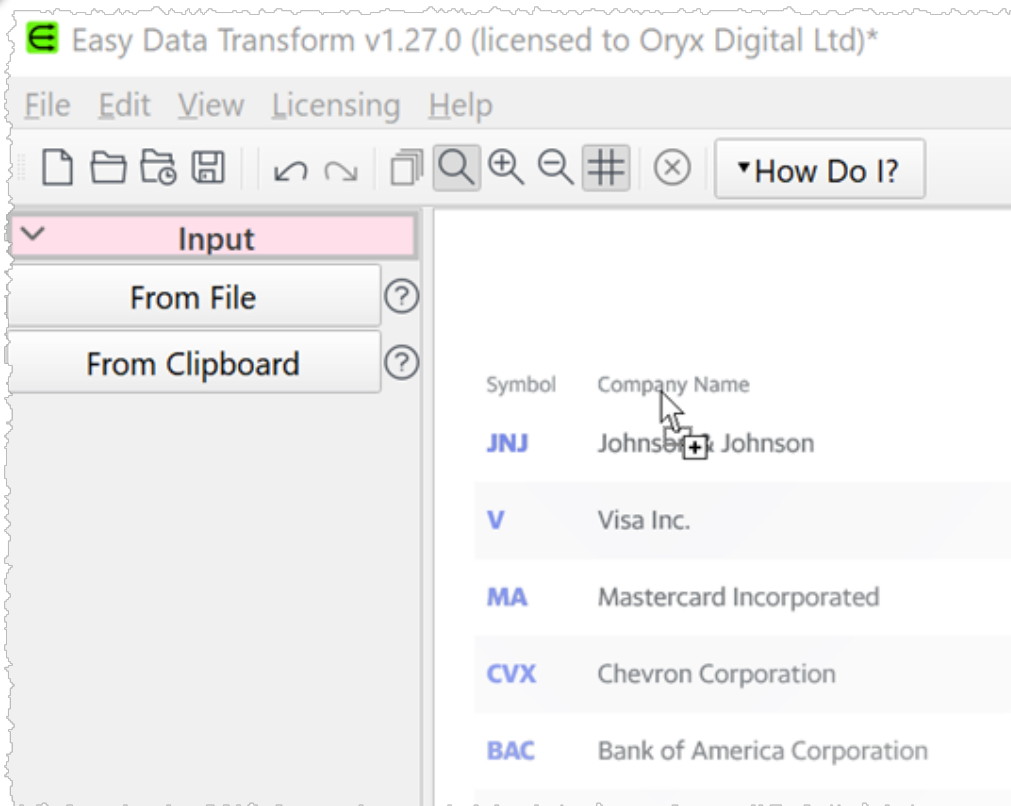 Easy Data Transform v1.27.0 (licensed to Oryx Digital Ltd)*
File Edit View Licensing Help
How Do I?
Input
From File
From Clipboard
Symbol Company Name
JNJ Johnson & Johnson
V Visa Inc.
MA Mastercard Incorporated
CVX Chevron Corporation
BAC Bank of America Corporation